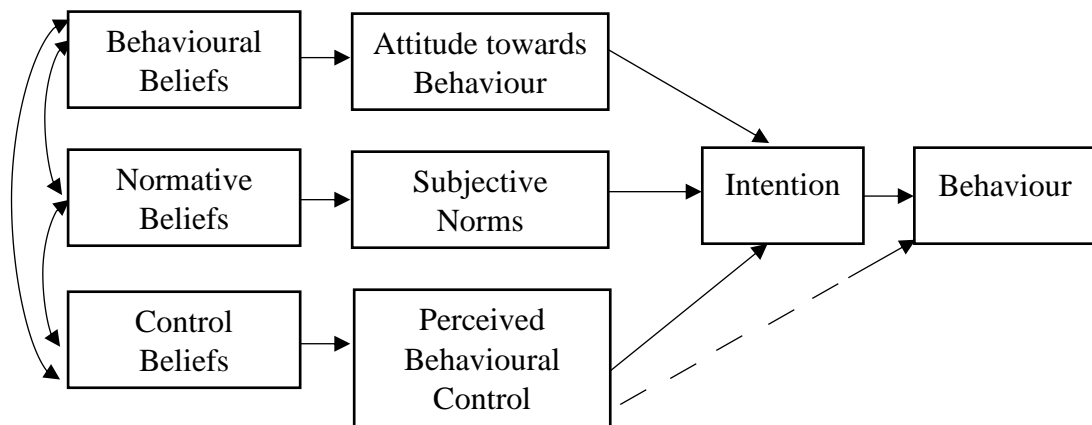 Behavioural
Beliefs
Attitude towards
Behaviour
Normative
Beliefs
Subjective
Norms
Intention
Behaviour
Control
Beliefs
Perceived
Behavioural
Control